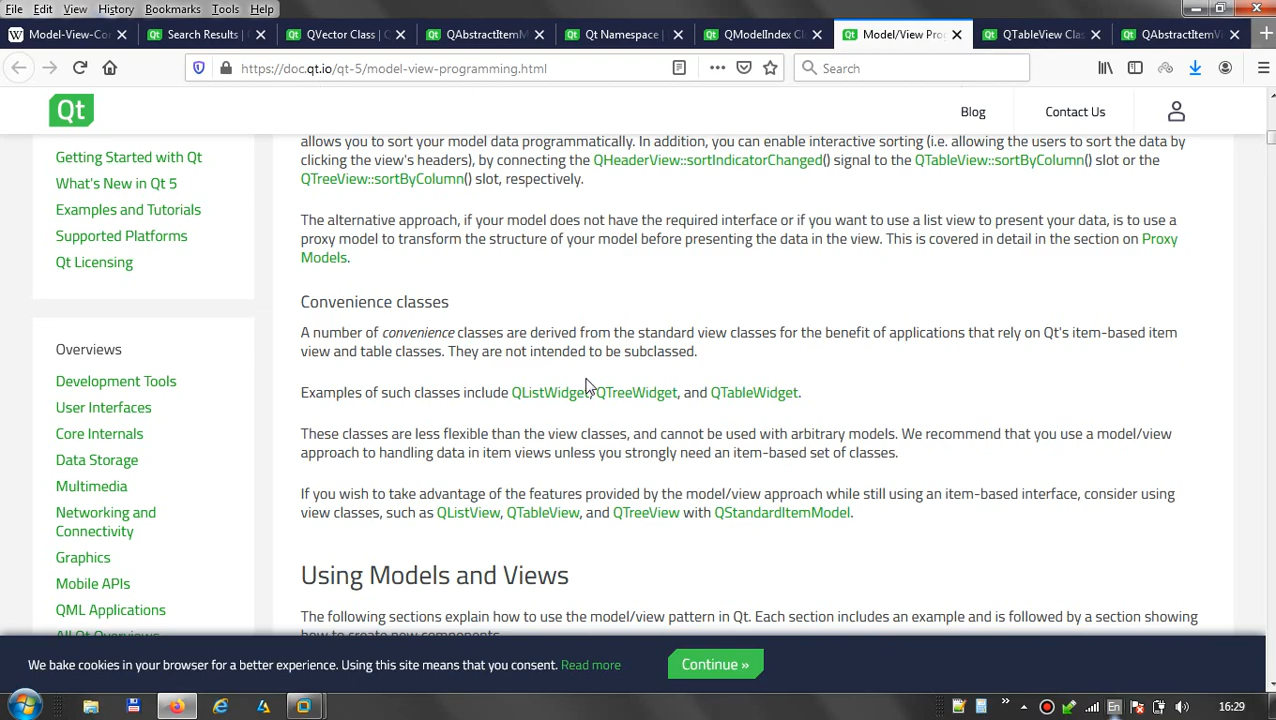 File Edit View History Bookmarks Tools Help
Model-View-Con
Search Results |
QVector Class | Q
QAbstractItemM
Qt Namespace |
QModelIndex Cl
Model/View Pro
QTableView Clas
QAbstractItemV
https://doc.qt.io/qt-5/model-view-programming.html
Search
Qt
Blog
Contact Us
Getting Started with Qt
What's New in Qt 5
Examples and Tutorials
Supported Platforms
Qt Licensing
Overviews
Development Tools
User Interfaces
Core Internals
Data Storage
Multimedia
Networking and
Connectivity
Graphics
Mobile APIs
QML Applications
All Qt Overviews
allows you to sort your model data programmatically. In addition, you can enable interactive sorting (i.e. allowing the users to sort the data by
clicking the view's headers), by connecting the QHeaderView::sortIndicatorChanged() signal to the QTableView::sortByColumn() slot or the
QTreeView::sortByColumn() slot, respectively.
The alternative approach, if your model does not have the required interface or if you want to use a list view to present your data, is to use a
proxy model to transform the structure of your model before presenting the data in the view. This is covered in detail in the section on Proxy
Models.
Convenience classes
A number of convenience classes are derived from the standard view classes for the benefit of applications that rely on Qt's item-based item
view and table classes. They are not intended to be subclassed.
Examples of such classes include QListWidget, QTreeWidget, and QTableWidget.
These classes are less flexible than the view classes, and cannot be used with arbitrary models. We recommend that you use a model/view
approach to handling data in item views unless you strongly need an item-based set of classes.
If you wish to take advantage of the features provided by the model/view approach while still using an item-based interface, consider using
view classes, such as QListView, QTableView, and QTreeView with QStandardItemModel.
Using Models and Views
The following sections explain how to use the model/view pattern in Qt. Each section includes an example and is followed by a section showing
how to create new components.
We bake cookies in your browser for a better experience. Using this site means that you consent. Read more
Continue »
En
16:29